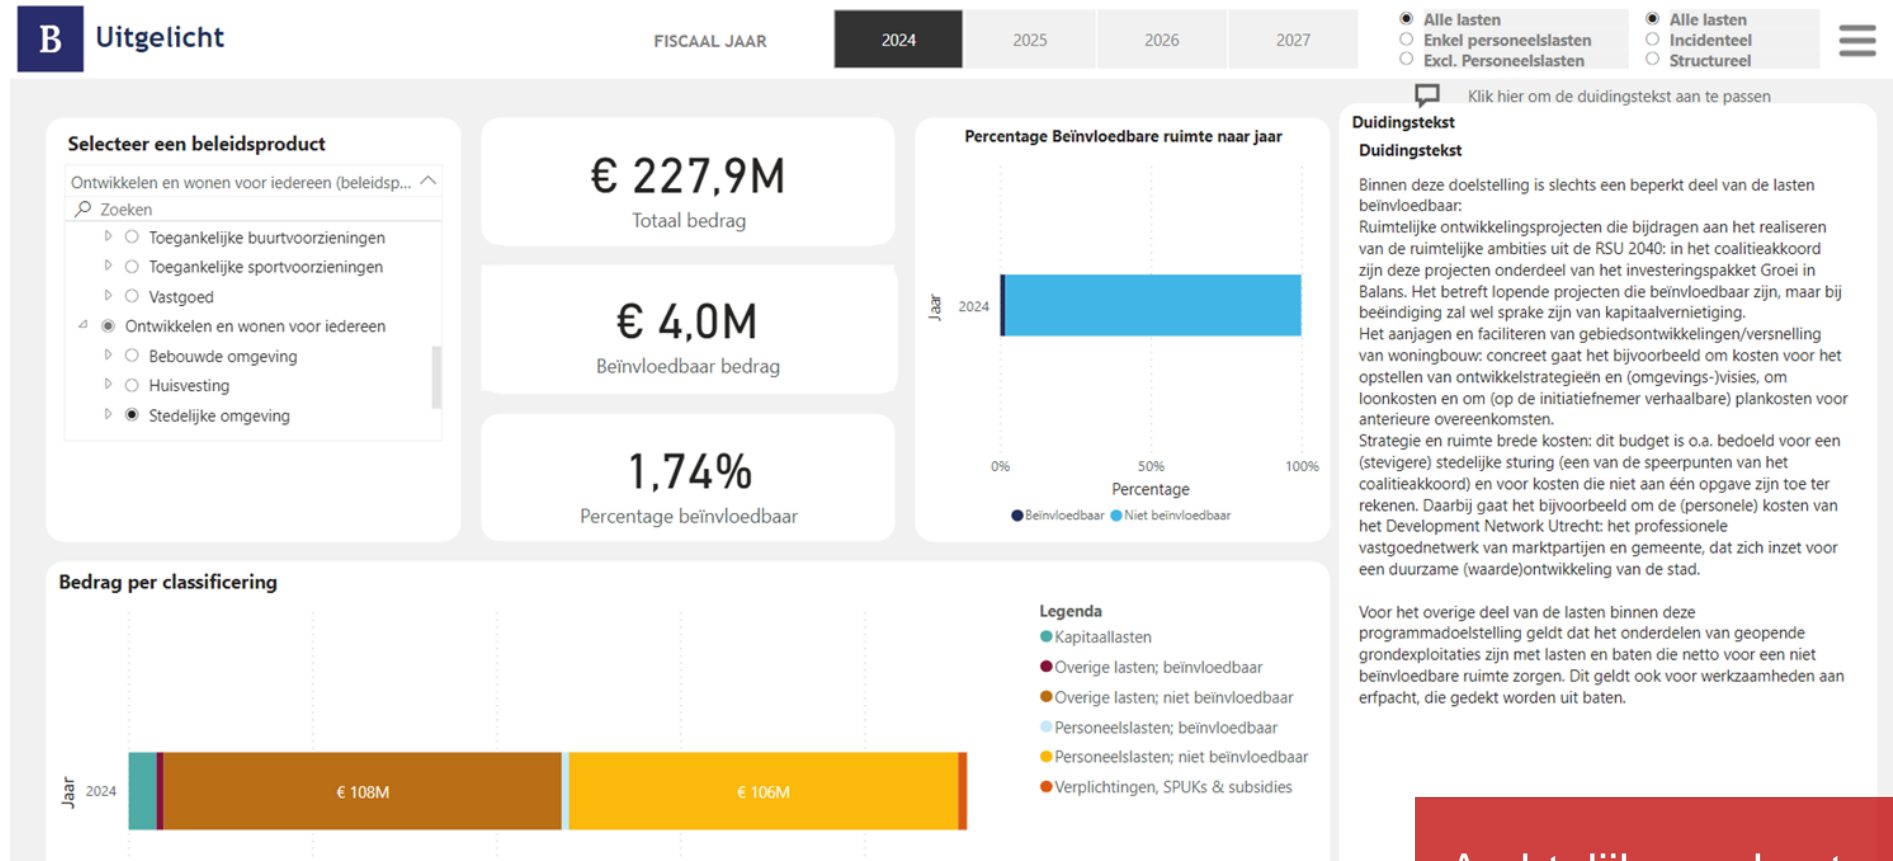 B Uitgelicht
FISCAAL JAAR
2024 2025 2026 2027
Alle lasten
Enkel personeelslasten
Excl. Personeelslasten
Alle lasten
Incidenteel
Structureel
Klik hier om de duidingstekst aan te passen
Selecteer een beleidsproduct
Ontwikkelen en wonen voor iedereen (beleidsp...
Zoeken
Toegankelijke buurtvoorzieningen
Toegankelijke sportvoorzieningen
Vastgoed
Ontwikkelen en wonen voor iedereen
Bebouwde omgeving
Huisvesting
Stedelijke omgeving
€ 227,9M
Totaal bedrag
€ 4,0M
Beïnvloedbaar bedrag
1,74%
Percentage beïnvloedbaar
Percentage Beïnvloedbare ruimte naar jaar
Jaar
2024
0% 50% 100%
Percentage
Beïnvloedbaar Niet beïnvloedbaar
Duidingstekst
Duidingstekst
Binnen deze doelstelling is slechts een beperkt deel van de lasten
beïnvloedbaar:
Ruimtelijke ontwikkelingsprojecten die bijdragen aan het realiseren
van de ruimtelijke ambities uit de RSU 2040: in het coalitieakkoord
zijn deze projecten onderdeel van het investeringspakket Groei in
Balans. Het betreft lopende projecten die beïnvloedbaar zijn, maar bij
beëindiging zal wel sprake zijn van kapitaalvernietiging.
Het aanjagen en faciliteren van gebiedsontwikkelingen/versnelling
van woningbouw: concreet gaat het bijvoorbeeld om kosten voor het
opstellen van ontwikkelstrategieën en (omgevings-)visies, om
loonkosten en om (op de initiatiefnemer verhaalbare) plankosten voor
anterieure overeenkomsten.
Strategie en ruimte brede kosten: dit budget is o.a. bedoeld voor een
(stevigere) stedelijke sturing (een van de speerpunten van het
coalitieakkoord) en voor kosten die niet aan één opgave zijn toe ter
rekenen. Daarbij gaat het bijvoorbeeld om de (personele) kosten van
het Development Network Utrecht: het professionele
vastgoednetwerk van marktpartijen en gemeente, dat zich inzet voor
een duurzame (waarde)ontwikkeling van de stad.
Voor het overige deel van de lasten binnen deze
programmadoelstelling geldt dat het onderdelen van geopende
grondexploitaties zijn met lasten en baten die netto voor een niet
beïnvloedbare ruimte zorgen. Dit geldt ook voor werkzaamheden aan
erfpacht, die gedekt worden uit baten.
Bedrag per classificering
Jaar
2024
€ 108M
€ 106M
Legenda
Kapitaallasten
Overige lasten; beïnvloedbaar
Overige lasten; niet beïnvloedbaar
Personeelslasten; beïnvloedbaar
Personeelslasten; niet beïnvloedbaar
Verplichtingen, SPUKs & subsidies